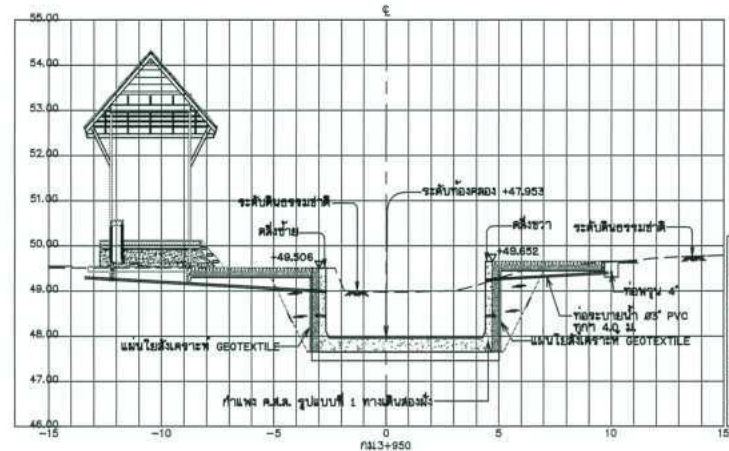 ℄
55.00
54.00
53.00
52.00
51.00
50.00
49.00
48.00
47.00
46.00
ระดับท้องคลอง +47.953
ระดับดินธรรมชาติ
ตลิ่งซ้าย
+49.506
ตลิ่งขวา
+49.652
ระดับดินธรรมชาติ
ท่อพรุน 4"
ท่อระบายน้ำ Ø3" PVC
ทุกๆ 4.0 ม.
แผ่นใยสังเคราะห์ GEOTEXTILE
แผ่นใยสังเคราะห์ GEOTEXTILE
กำแพง ค.ส.ล. รูปแบบที่ 1 ทางเดินสองฝั่ง
-15
-10
-5
0
5
10
15
กม.3+950